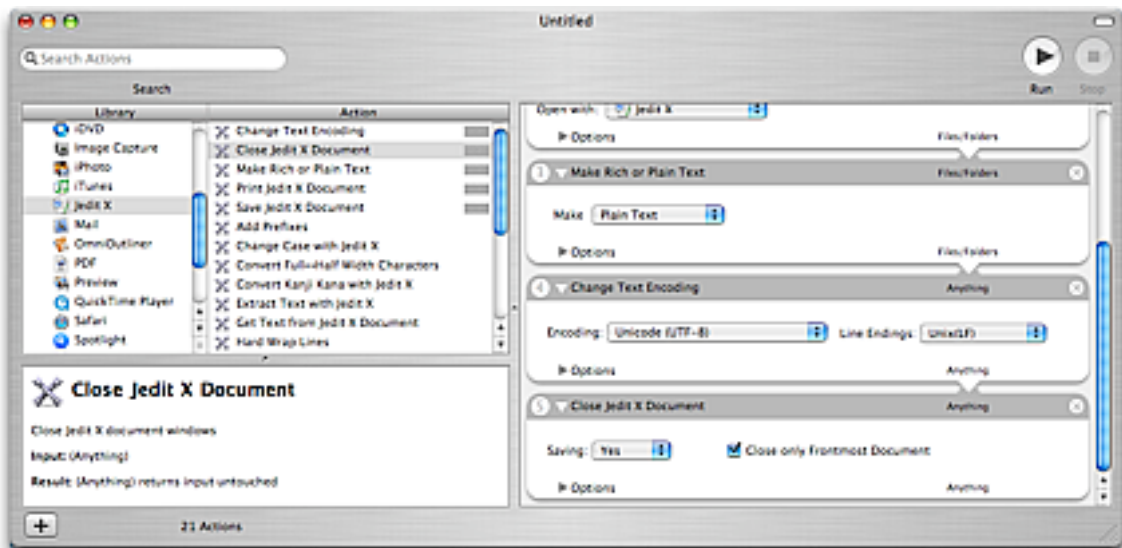 Untitled
Search Actions
Search
Run
Stop
Library
Action
iDVD
Image Capture
iPhoto
iTunes
Jedit X
Mail
OmniOutliner
PDF
Preview
QuickTime Player
Safari
Spotlight
Change Text Encoding
Close Jedit X Document
Make Rich or Plain Text
Print Jedit X Document
Save Jedit X Document
Add Prefixes
Change Case with Jedit X
Convert Full-Half Width Characters
Convert Kanji Kana with Jedit X
Extract Text with Jedit X
Get Text from Jedit X Document
Hard Wrap Lines
Close Jedit X Document
Close Jedit X document windows
Input: (Anything)
Result: (Anything) returns input untouched
21 Actions
Open with: Jedit X
Options Files/Folders
3 Make Rich or Plain Text Files/Folders
Make Plain Text
Options Files/Folders
4 Change Text Encoding Anything
Encoding: Unicode (UTF-8) Line Endings: Unix(LF)
Options Anything
5 Close Jedit X Document Anything
Saving: Yes Close only Frontmost Document
Options Anything